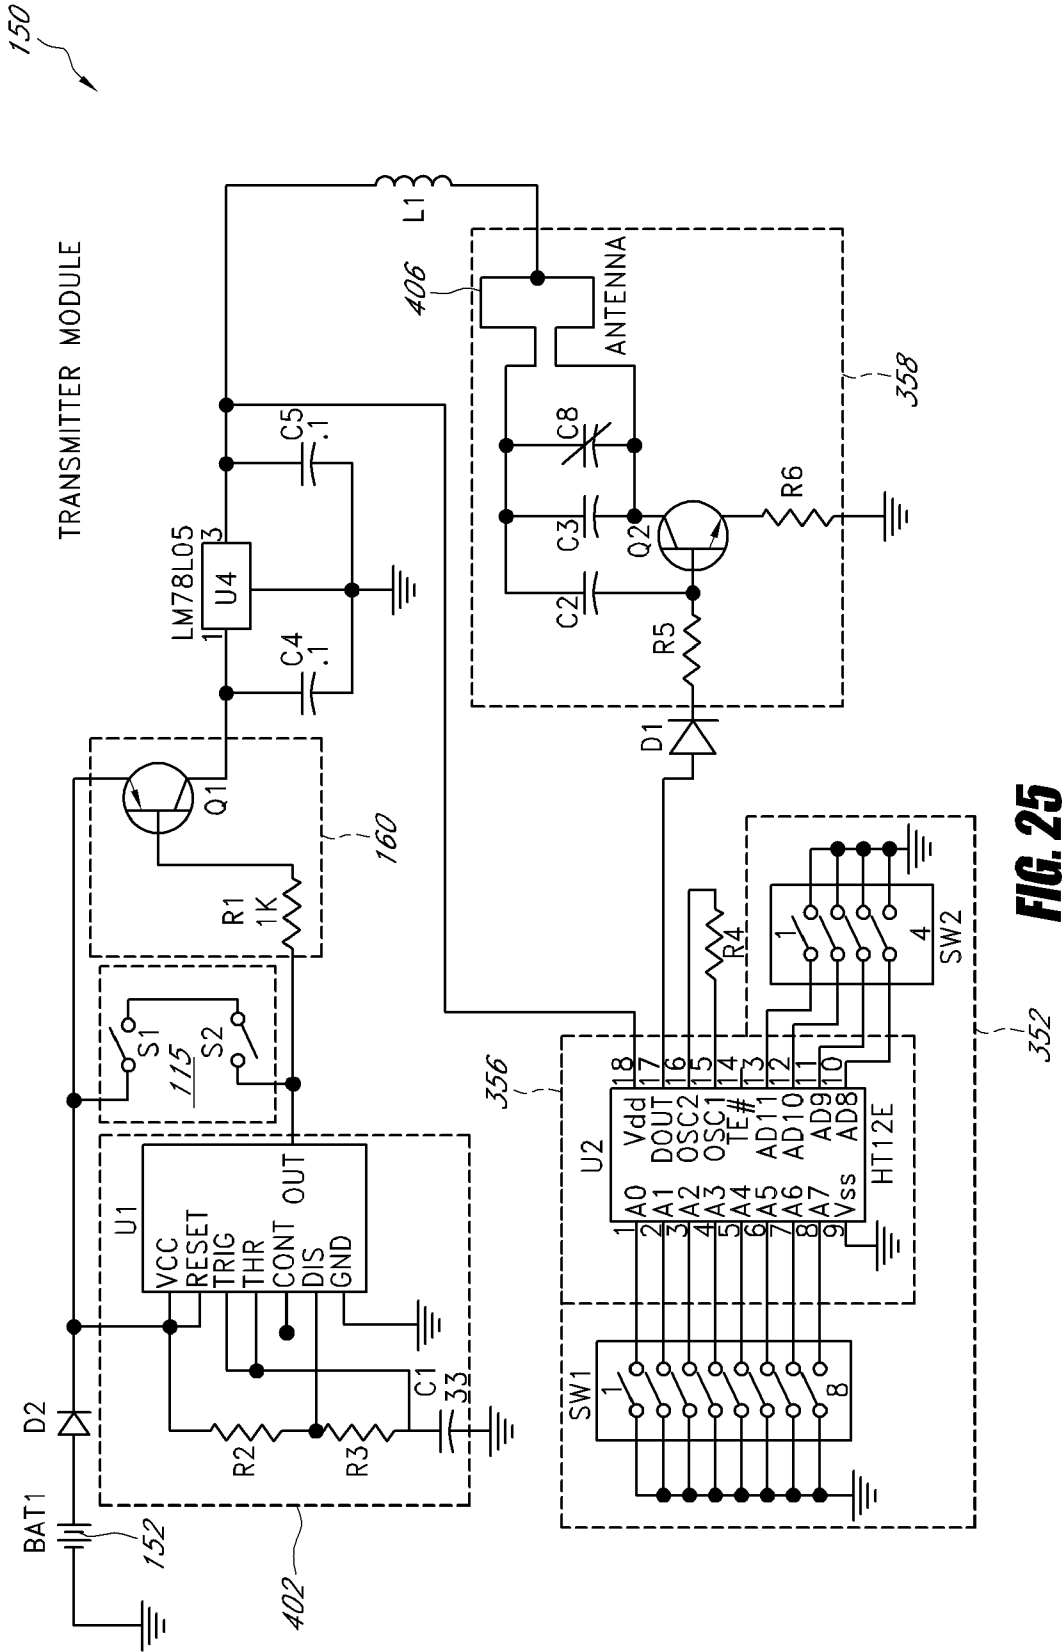 150
TRANSMITTER MODULE
BAT1
152
D2
402
U1
VCC
RESET
TRIG
THR
CONT
DIS
GND
OUT
R2
R3
C1
33
S1
115
S2
R1
1K
Q1
160
LM78L05
1
U4
3
C4
.1
C5
.1
L1
406
ANTENNA
C2
C3
C8
Q2
R5
R6
D1
358
356
U2
1 A0
2 A1
3 A2
4 A3
5 A4
6 A5
7 A6
8 A7
9 Vss
Vdd 18
DOUT 17
OSC2 16
OSC1 15
TE# 14
AD11 13
AD10 12
AD9 11
AD8 10
HT12E
R4
SW1
1
8
SW2
1
4
352
FIG. 25